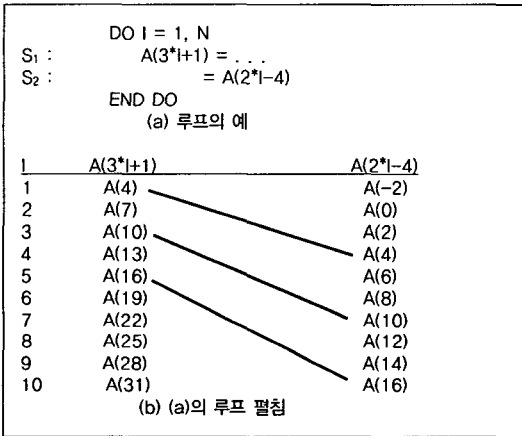 DO I = 1, N
S₁ : A(3*I+1) = . . .
S₂ : = A(2*I-4)
END DO
(a) 루프의 예
I A(3*I+1) A(2*I-4)
1 A(4) A(-2)
2 A(7) A(0)
3 A(10) A(2)
4 A(13) A(4)
5 A(16) A(6)
6 A(19) A(8)
7 A(22) A(10)
8 A(25) A(12)
9 A(28) A(14)
10 A(31) A(16)
(b) (a)의 루프 펼침